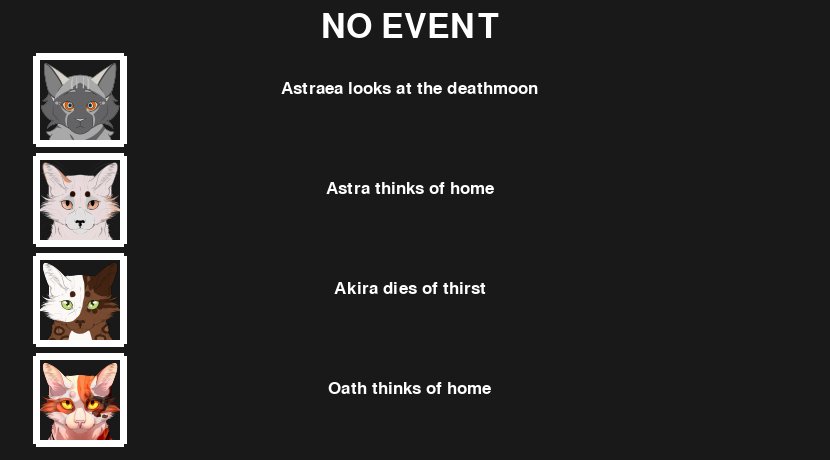 NO EVENT
Astraea looks at the deathmoon
Astra thinks of home
Akira dies of thirst
Oath thinks of home